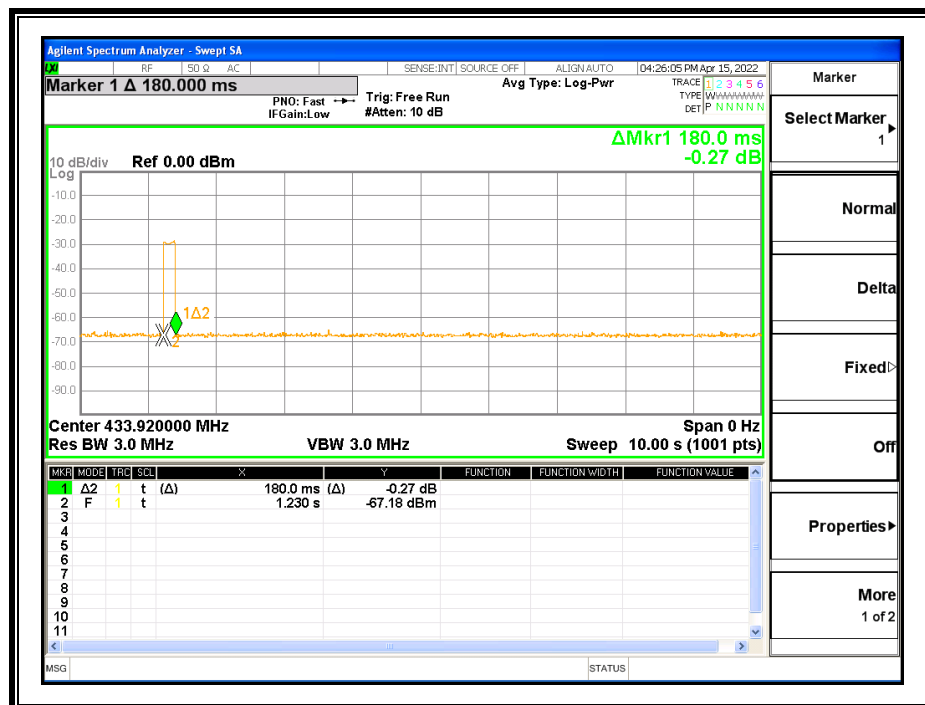 Agilent Spectrum Analyzer - Swept SA
LXI RF 50 Ω AC SENSE:INT SOURCE OFF ALIGN AUTO 04:26:05 PM Apr 15, 2022
Marker 1 Δ 180.000 ms
PNO: Fast
IFGain:Low
Trig: Free Run
#Atten: 10 dB
Avg Type: Log-Pwr
TRACE 1 2 3 4 5 6
TYPE W
DET P N N N N N
ΔMkr1 180.0 ms
-0.27 dB
10 dB/div Ref 0.00 dBm
Log
-10.0
-20.0
-30.0
-40.0
-50.0
-60.0
-70.0
-80.0
-90.0
1Δ2
2
Center 433.920000 MHz Span 0 Hz
Res BW 3.0 MHz VBW 3.0 MHz Sweep 10.00 s (1001 pts)
MKR MODE TRC SCL X Y FUNCTION FUNCTION WIDTH FUNCTION VALUE
1 Δ2 1 t (Δ) 180.0 ms (Δ) -0.27 dB
2 F 1 t 1.230 s -67.18 dBm
3
4
5
6
7
8
9
10
11
MSG STATUS
Marker
Select Marker
1
Normal
Delta
Fixed
Off
Properties
More
1 of 2